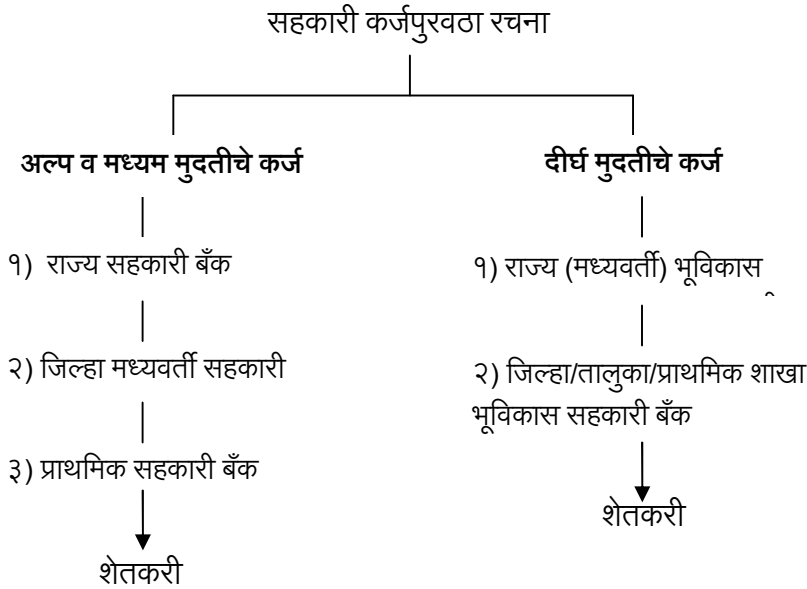 सहकारी कर्जपुरवठा रचना
अल्प व मध्यम मुदतीचे कर्ज
१) राज्य सहकारी बँक
२) जिल्हा मध्यवर्ती सहकारी
३) प्राथमिक सहकारी बँक
शेतकरी
दीर्घ मुदतीचे कर्ज
१) राज्य (मध्यवर्ती) भूविकास
२) जिल्हा/तालुका/प्राथमिक शाखा
भूविकास सहकारी बँक
शेतकरी